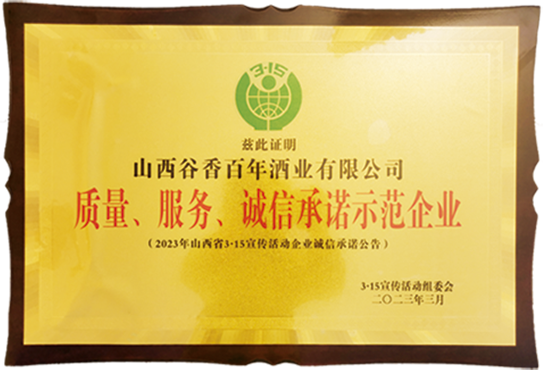 3·15
兹此证明
山西谷香百年酒业有限公司
质量、服务、诚信承诺示范企业
(2023年山西省3·15宣传活动企业诚信承诺公告)
3·15宣传活动组委会
二〇二三年三月